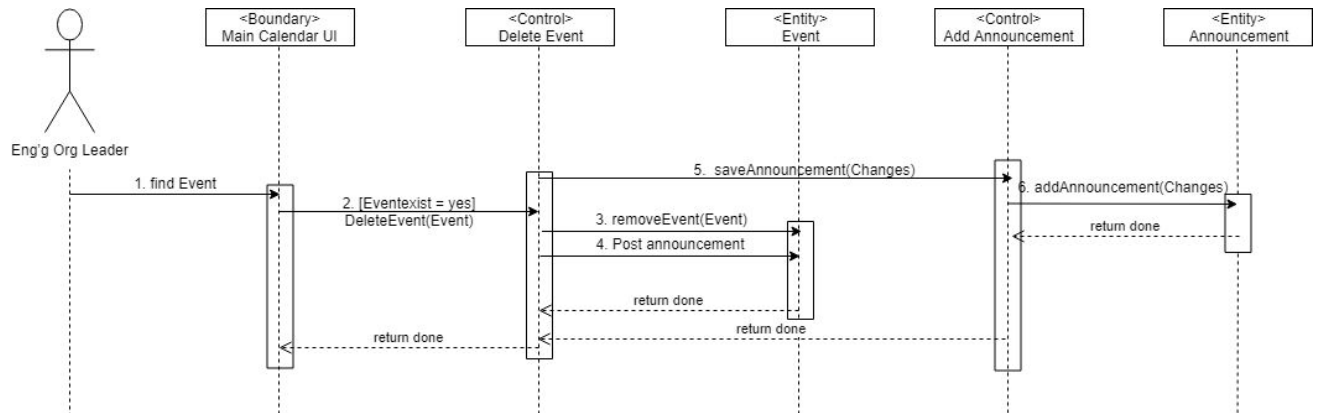 <Boundary>
Main Calendar UI
<Control>
Delete Event
<Entity>
Event
<Control>
Add Announcement
<Entity>
Announcement
Eng'g Org Leader
1. find Event
2. [Eventexist = yes]
DeleteEvent(Event)
3. removeEvent(Event)
4. Post announcement
5. saveAnnouncement(Changes)
6. addAnnouncement(Changes)
return done
return done
return done
return done